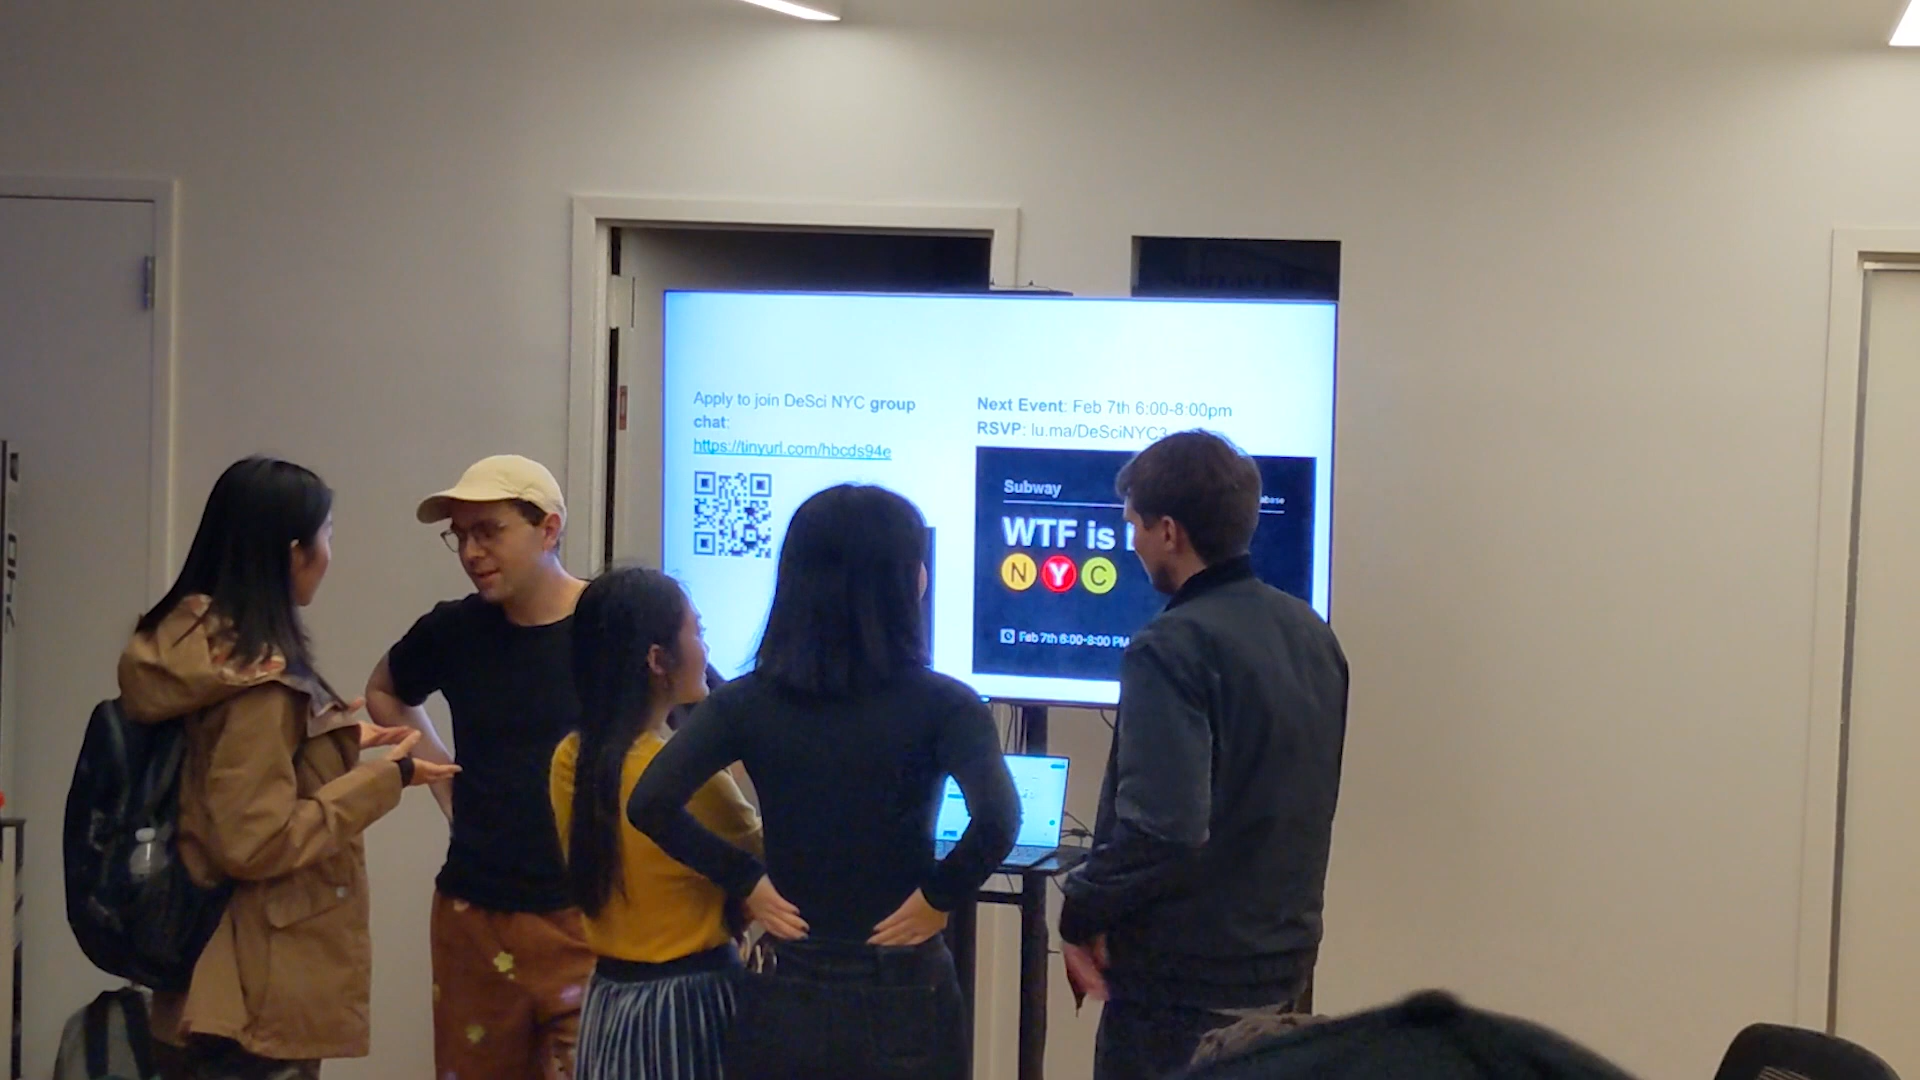 Apply to join DeSci NYC group
chat:
https://tinyurl.com/hbcds94e
Next Event: Feb 7th 6:00-8:00pm
RSVP: lu.ma/DeSciNYC3
Subway
WTF is
N Y C
Feb 7th 6:00-8:00 PM